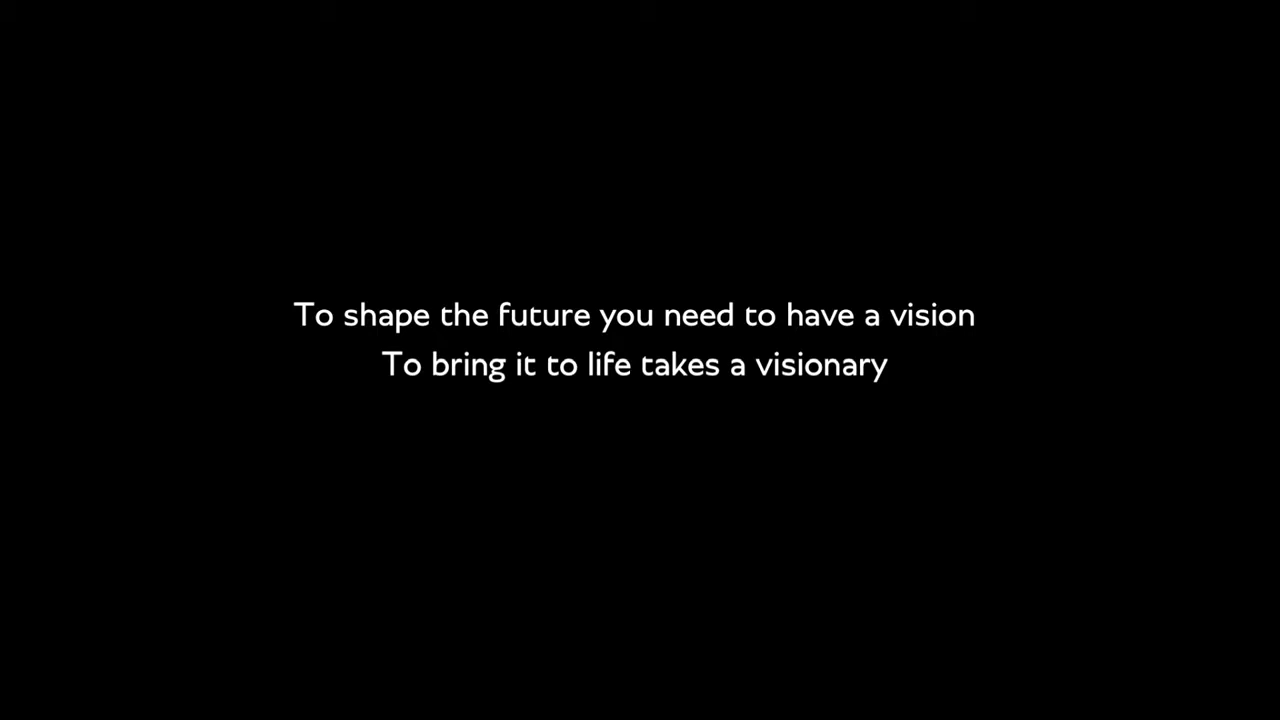 To shape the future you need to have a vision
To bring it to life takes a visionary